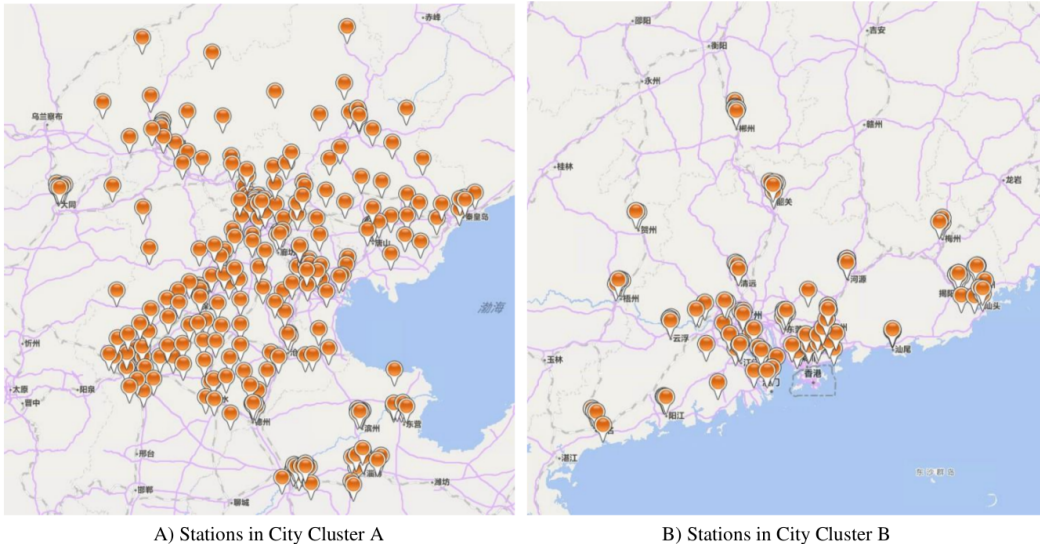 赤峰
乌兰察布
大同
秦皇岛
唐山
渤海
忻州
太原
阳泉
晋中
德州
滨州
东营
邢台
邯郸
聊城
潍坊
邵阳
衡阳
吉安
永州
郴州
赣州
桂林
龙岩
韶关
贺州
梅州
清远
河源
梧州
汕头
云浮
汕尾
玉林
香港
阳江
湛江
A) Stations in City Cluster A
B) Stations in City Cluster B